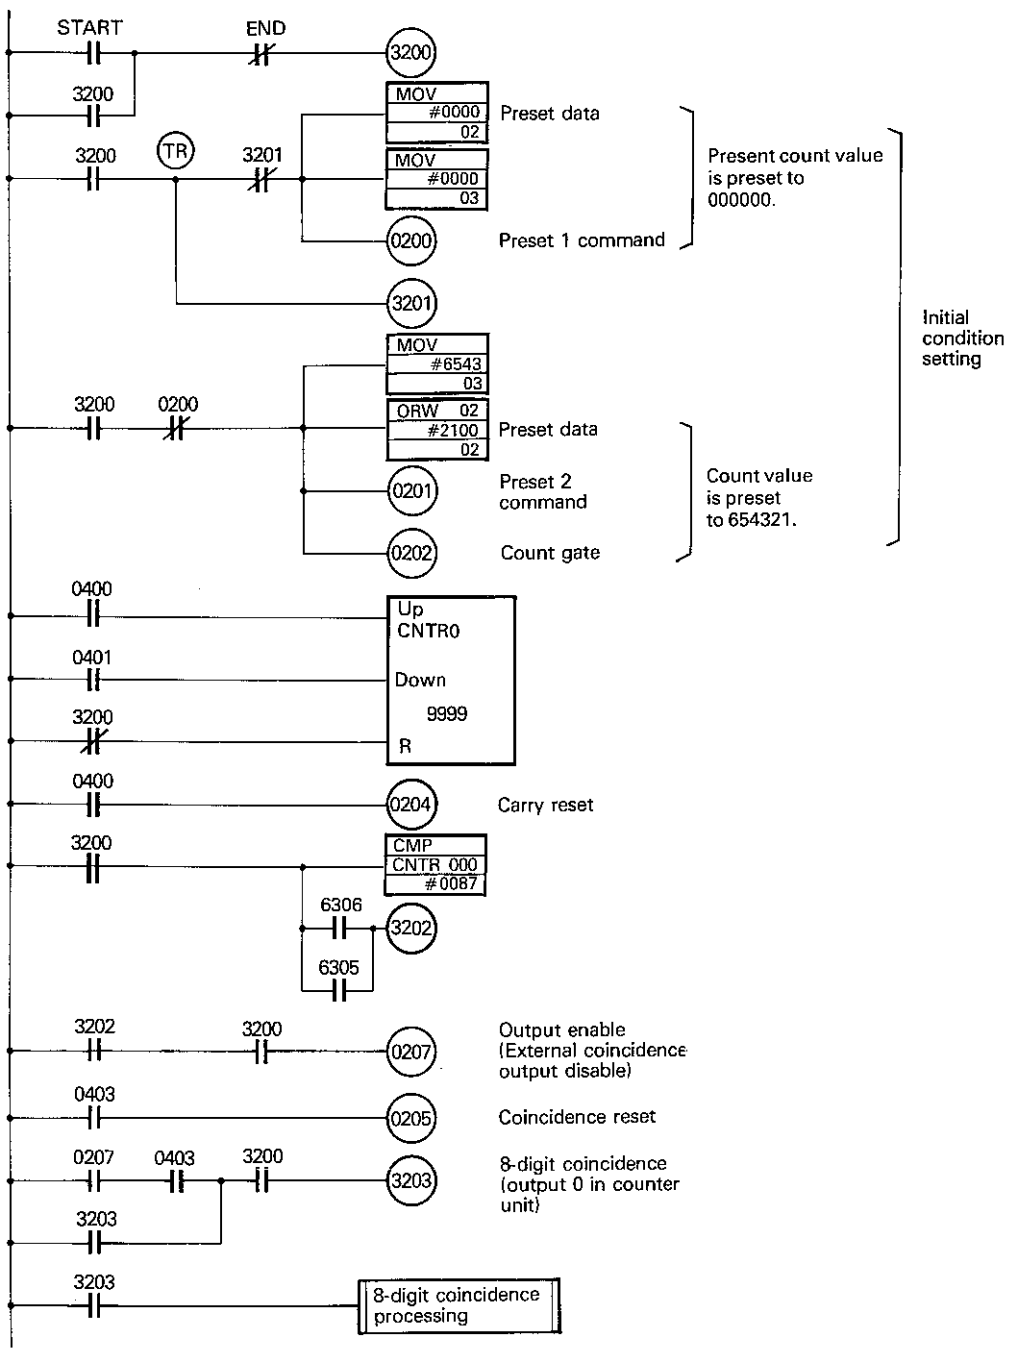 START
END
3200
3200
MOV
#0000
02
Preset data
3200
TR
3201
MOV
#0000
03
Present count value
is preset to
000000.
0200
Preset 1 command
3201
Initial
condition
setting
MOV
#6543
03
3200
0200
ORW 02
#2100
02
Preset data
0201
Preset 2
command
Count value
is preset
to 654321.
0202
Count gate
0400
Up
CNTR0
0401
Down
9999
3200
R
0400
0204
Carry reset
3200
CMP
CNTR 000
#0087
6306
3202
6305
3202
3200
0207
Output enable
(External coincidence
output disable)
0403
0205
Coincidence reset
0207
0403
3200
3203
8-digit coincidence
(output 0 in counter
unit)
3203
3203
8-digit coincidence
processing